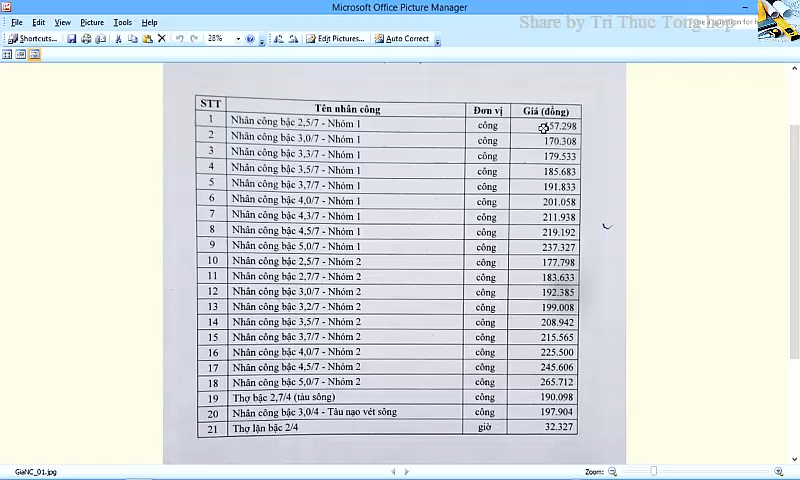 Microsoft Office Picture Manager
Share by Tri Thuc Tong hop
File Edit View Picture Tools Help
Shortcuts... 28% Edit Pictures... Auto Correct
STT Tên nhân công Đơn vị Giá (đồng)
1 Nhân công bậc 2,5/7 - Nhóm 1 công 157.298
2 Nhân công bậc 3,0/7 - Nhóm 1 công 170.308
3 Nhân công bậc 3,3/7 - Nhóm 1 công 179.533
4 Nhân công bậc 3,5/7 - Nhóm 1 công 185.683
5 Nhân công bậc 3,7/7 - Nhóm 1 công 191.833
6 Nhân công bậc 4,0/7 - Nhóm 1 công 201.058
7 Nhân công bậc 4,3/7 - Nhóm 1 công 211.938
8 Nhân công bậc 4,5/7 - Nhóm 1 công 219.192
9 Nhân công bậc 5,0/7 - Nhóm 1 công 237.327
10 Nhân công bậc 2,5/7 - Nhóm 2 công 177.798
11 Nhân công bậc 2,7/7 - Nhóm 2 công 183.633
12 Nhân công bậc 3,0/7 - Nhóm 2 công 192.385
13 Nhân công bậc 3,2/7 - Nhóm 2 công 199.008
14 Nhân công bậc 3,5/7 - Nhóm 2 công 208.942
15 Nhân công bậc 3,7/7 - Nhóm 2 công 215.565
16 Nhân công bậc 4,0/7 - Nhóm 2 công 225.500
17 Nhân công bậc 4,5/7 - Nhóm 2 công 245.606
18 Nhân công bậc 5,0/7 - Nhóm 2 công 265.712
19 Thợ bậc 2,7/4 (tàu sông) công 190.098
20 Nhân công bậc 3,0/4 - Tàu nạo vét sông công 197.904
21 Thợ lặn bậc 2/4 giờ 32.327
GiaNC_01.jpg Zoom: